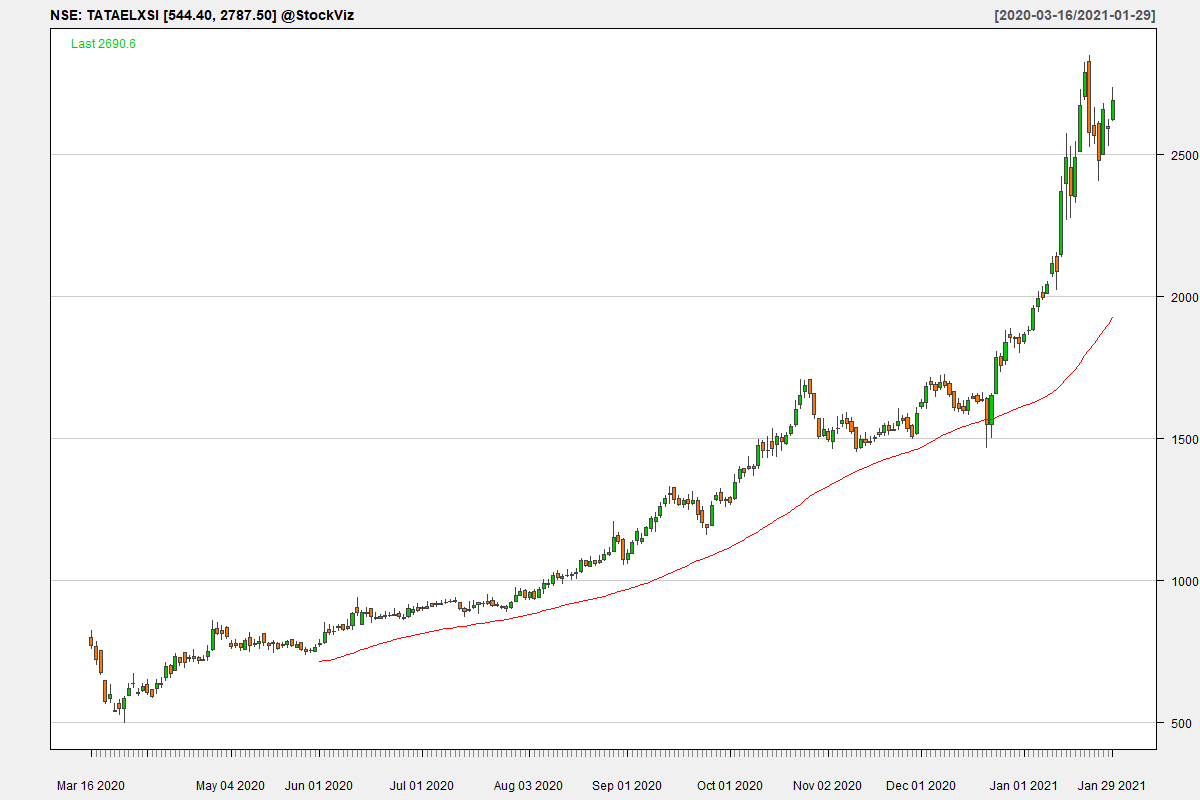 NSE: TATAELXSI [544.40, 2787.50] @StockViz [2020-03-16/2021-01-29]
Last 2690.6
2500
2000
1500
1000
500
Mar 16 2020 May 04 2020 Jun 01 2020 Jul 01 2020 Aug 03 2020 Sep 01 2020 Oct 01 2020 Nov 02 2020 Dec 01 2020 Jan 01 2021 Jan 29 2021